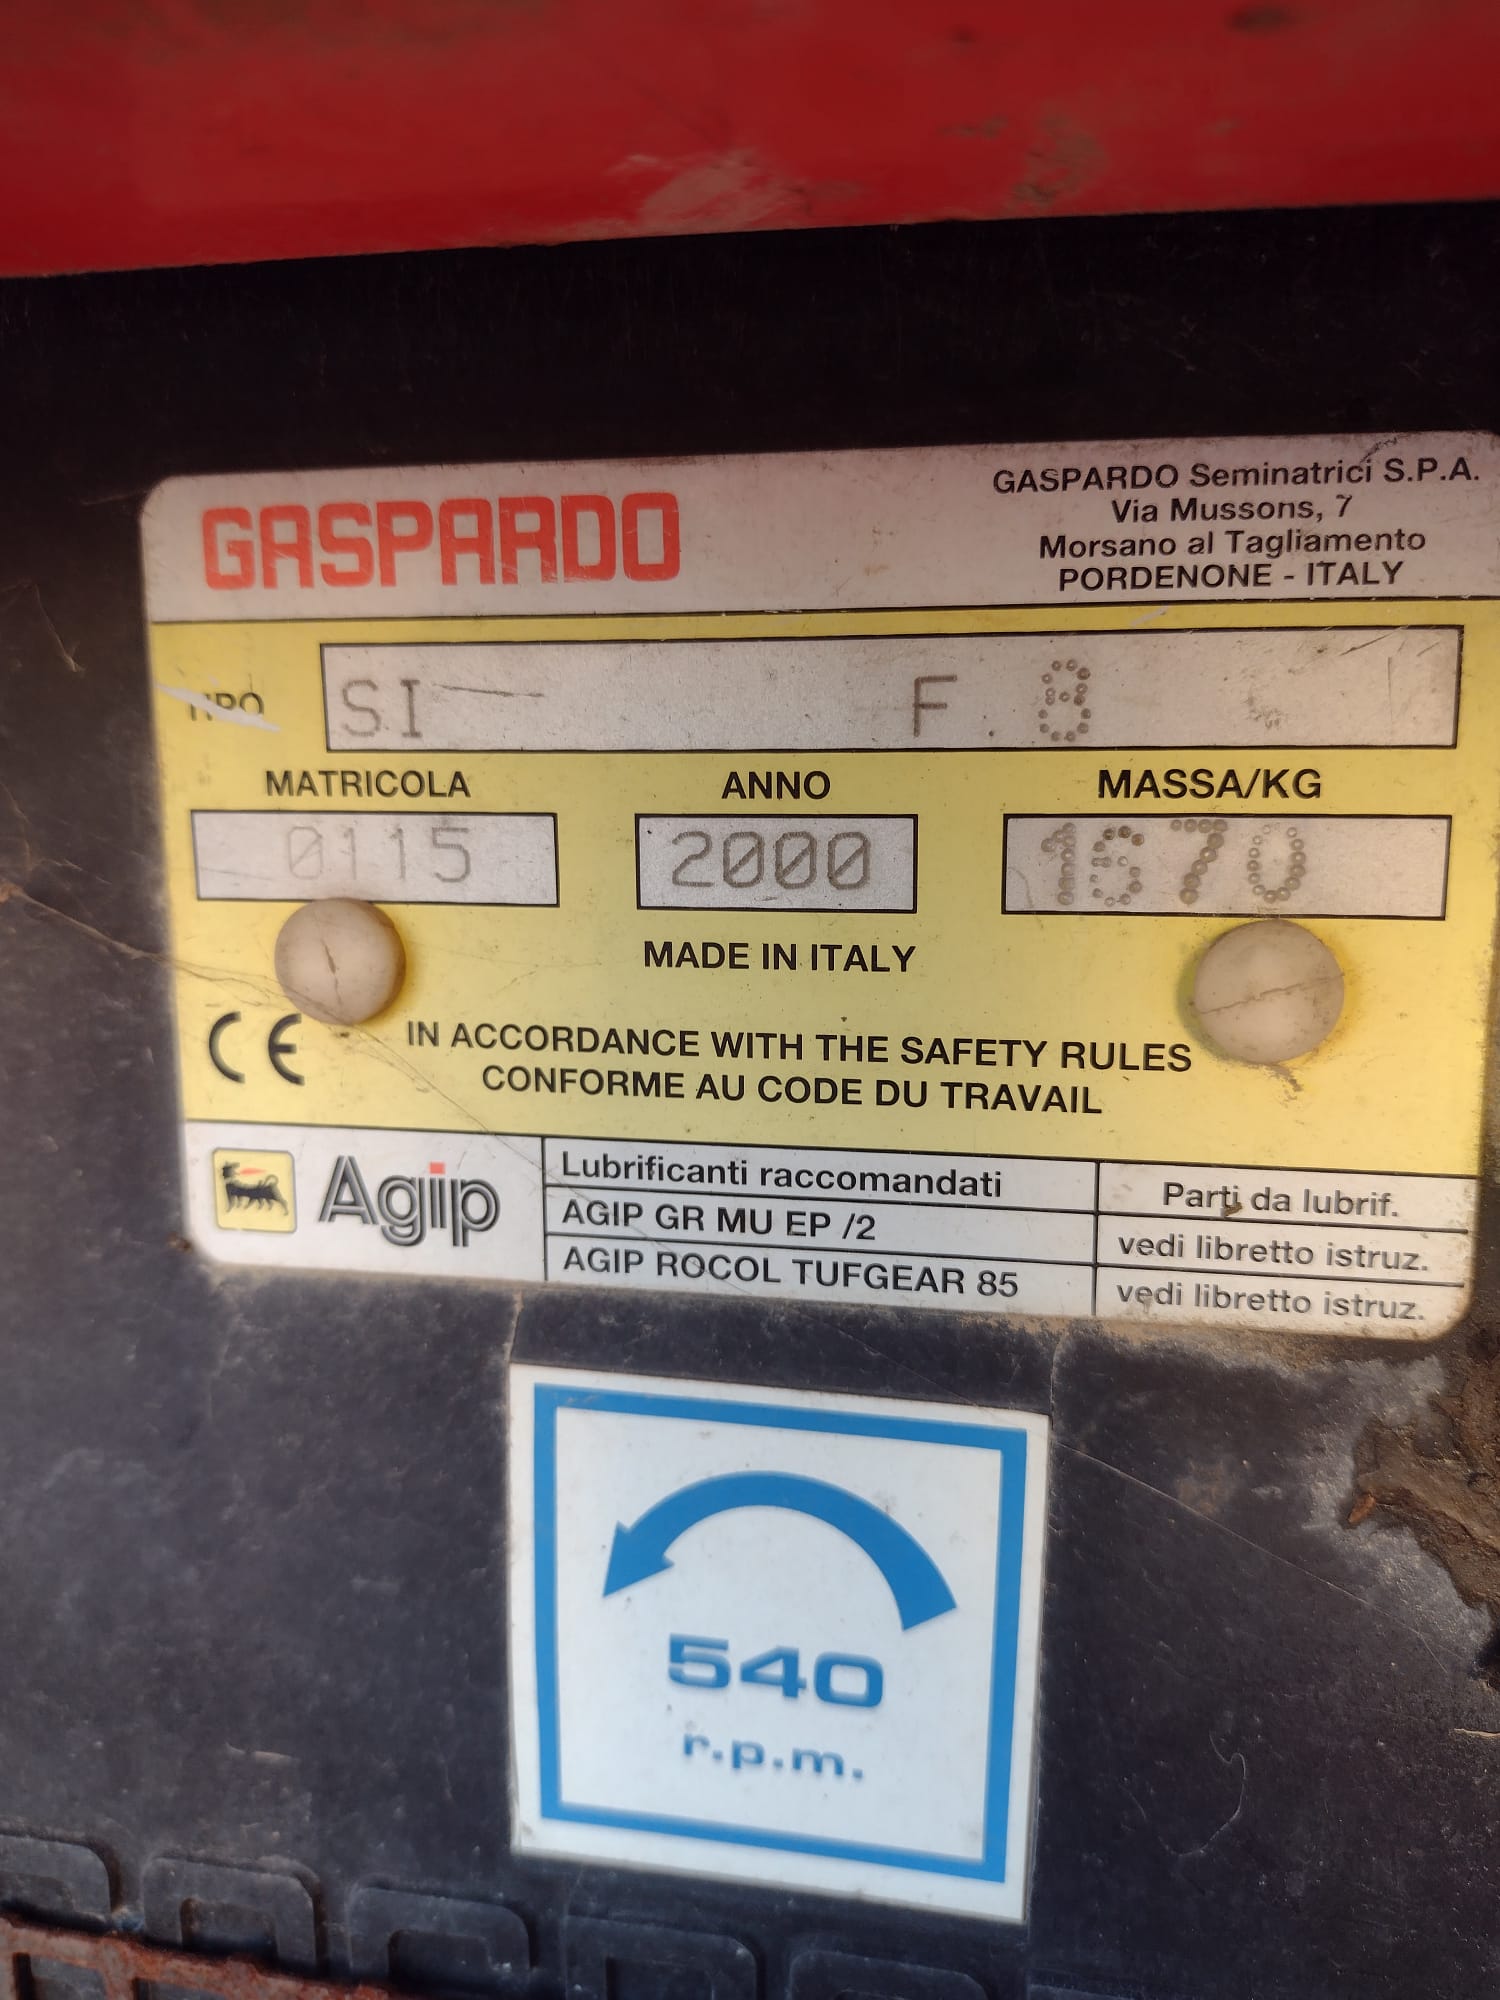 GASPARDO
GASPARDO Seminatrici S.P.A.
Via Mussons, 7
Morsano al Tagliamento
PORDENONE - ITALY
TIPO
SI F. 8
MATRICOLA ANNO MASSA/KG
0115 2000 1670
MADE IN ITALY
CE
IN ACCORDANCE WITH THE SAFETY RULES
CONFORME AU CODE DU TRAVAIL
Agip
Lubrificanti raccomandati Parti da lubrif.
AGIP GR MU EP /2 vedi libretto istruz.
AGIP ROCOL TUFGEAR 85 vedi libretto istruz.
540
r.p.m.